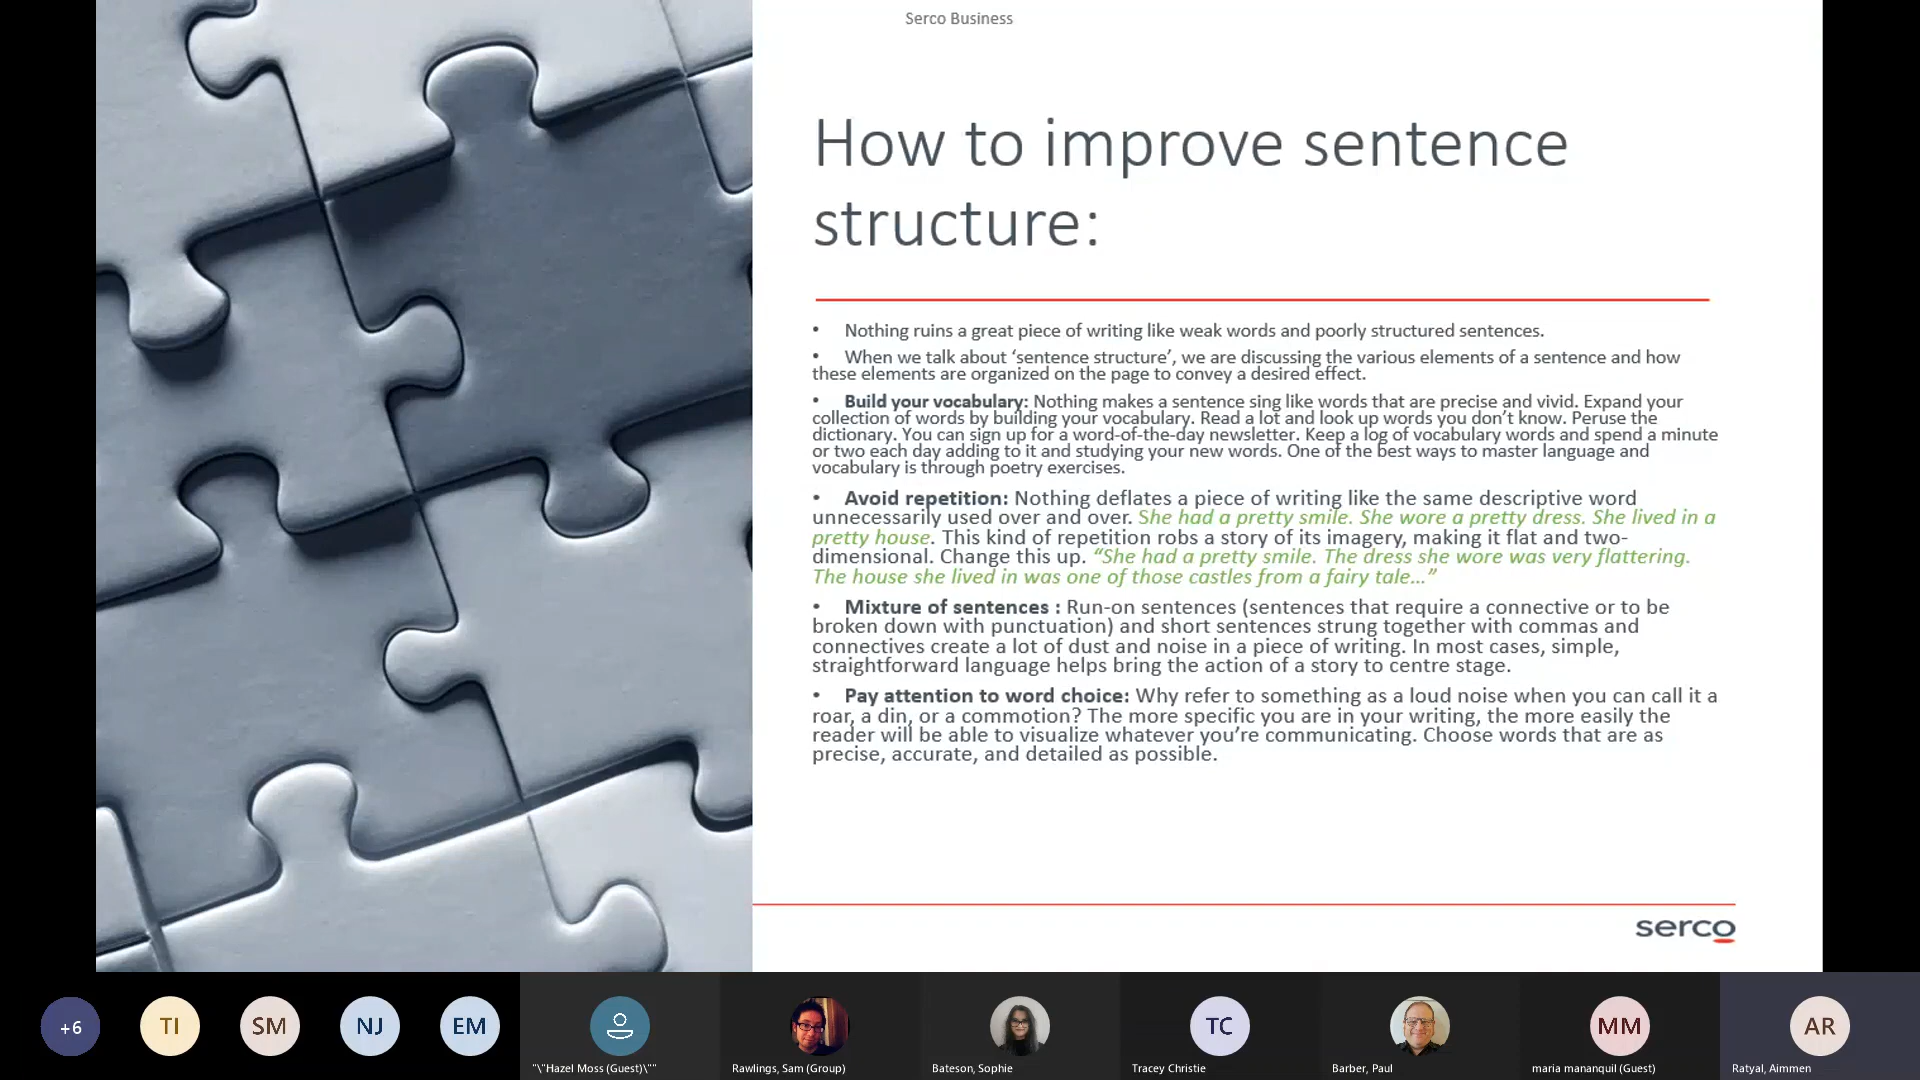 Serco Business
How to improve sentence
structure:
• Nothing ruins a great piece of writing like weak words and poorly structured sentences.
• When we talk about ‘sentence structure’, we are discussing the various elements of a sentence and how
these elements are organized on the page to convey a desired effect.
• Build your vocabulary: Nothing makes a sentence sing like words that are precise and vivid. Expand your
collection of words by building your vocabulary. Read a lot and look up words you don’t know. Peruse the
dictionary. You can sign up for a word-of-the-day newsletter. Keep a log of vocabulary words and spend a minute
or two each day adding to it and studying your new words. One of the best ways to master language and
vocabulary is through poetry exercises.
• Avoid repetition: Nothing deflates a piece of writing like the same descriptive word
unnecessarily used over and over. She had a pretty smile. She wore a pretty dress. She lived in a
pretty house. This kind of repetition robs a story of its imagery, making it flat and two-
dimensional. Change this up. “She had a pretty smile. The dress she wore was very flattering.
The house she lived in was one of those castles from a fairy tale…”
• Mixture of sentences : Run-on sentences (sentences that require a connective or to be
broken down with punctuation) and short sentences strung together with commas and
connectives create a lot of dust and noise in a piece of writing. In most cases, simple,
straightforward language helps bring the action of a story to centre stage.
• Pay attention to word choice: Why refer to something as a loud noise when you can call it a
roar, a din, or a commotion? The more specific you are in your writing, the more easily the
reader will be able to visualize whatever you’re communicating. Choose words that are as
precise, accurate, and detailed as possible.
serco
+6 TI SM NJ EM TC MM AR
"\"Hazel Moss (Guest)\"" Rawlings, Sam (Group) Bateson, Sophie Tracey Christie Barber, Paul maria mananquil (Guest) Ratyal, Aimmen